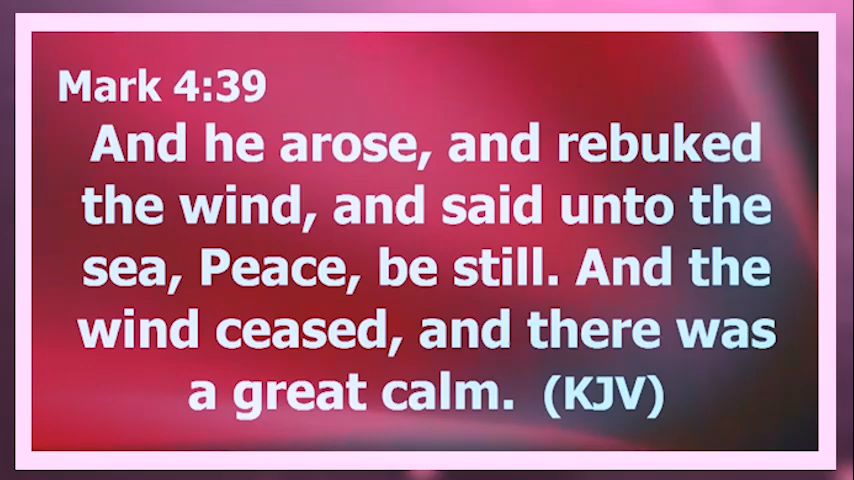 Mark 4:39
And he arose, and rebuked
the wind, and said unto the
sea, Peace, be still. And the
wind ceased, and there was
a great calm. (KJV)